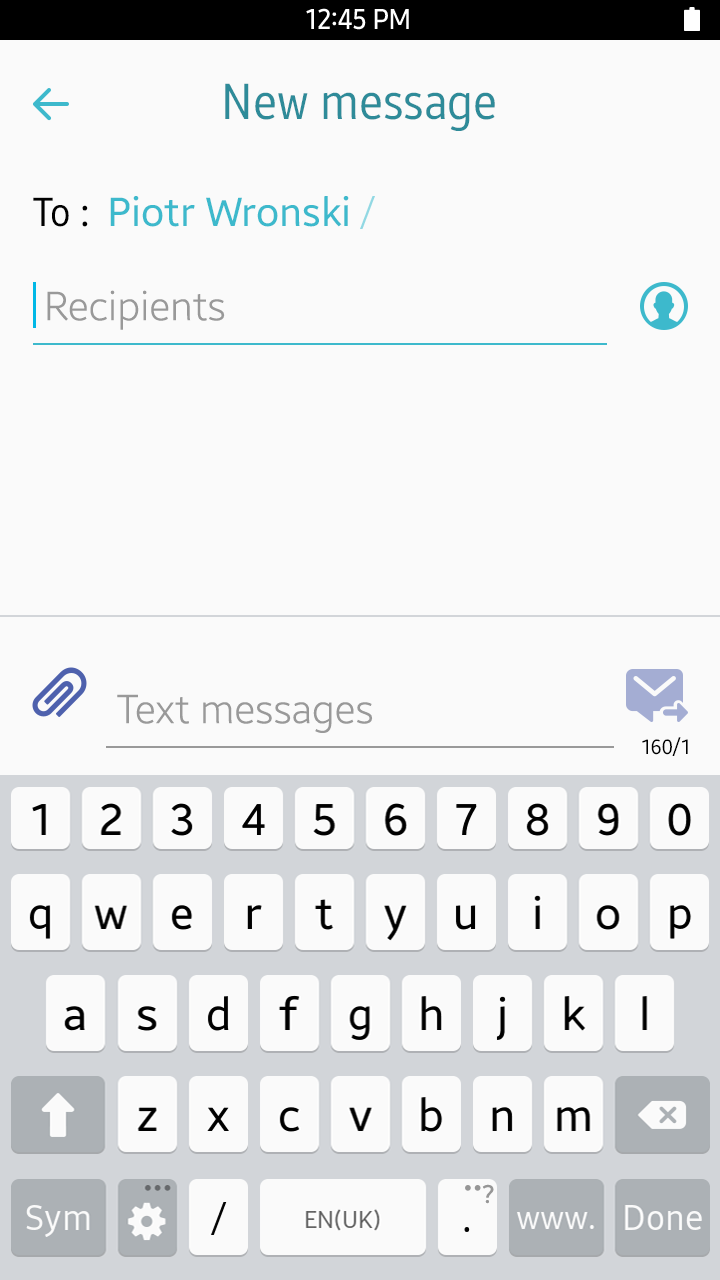 12:45 PM
New message
To : Piotr Wronski /
Recipients
Text messages
160/1
1 2 3 4 5 6 7 8 9 0
q w e r t y u i o p
a s d f g h j k l
z x c v b n m
Sym / EN(UK) . ..? www. Done